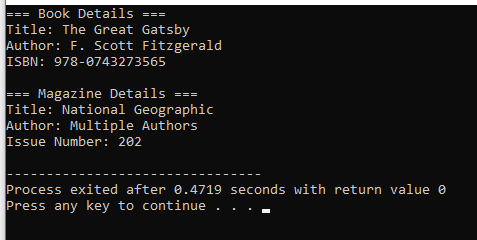 === Book Details ===
Title: The Great Gatsby
Author: F. Scott Fitzgerald
ISBN: 978-0743273565
=== Magazine Details ===
Title: National Geographic
Author: Multiple Authors
Issue Number: 202
--------------------------------
Process exited after 0.4719 seconds with return value 0
Press any key to continue . . .